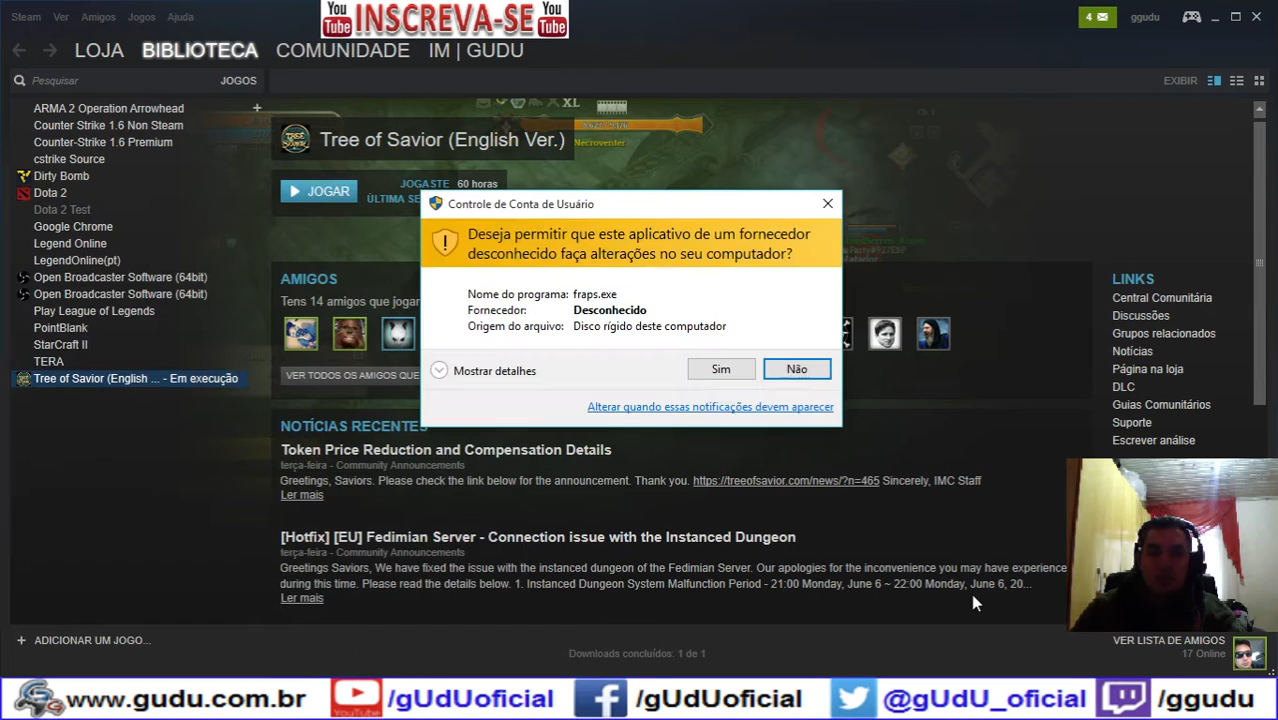 Steam Ver Amigos Jogos Ajuda
You Tube INSCREVA-SE You Tube
4 ggudu
LOJA BIBLIOTECA COMUNIDADE IM | GUDU
Pesquisar JOGOS
EXIBIR
ARMA 2 Operation Arrowhead
Counter Strike 1.6 Non Steam
Counter-Strike 1.6 Premium
cstrike Source
Dirty Bomb
Dota 2
Dota 2 Test
Google Chrome
Legend Online
LegendOnline(pt)
Open Broadcaster Software (64bit)
Open Broadcaster Software (64bit)
Play League of Legends
PointBlank
StarCraft II
TERA
Tree of Savior (English ... - Em execução
XL
Necroventer
Tree of Savior (English Ver.)
JOGAR
JOGASTE 60 horas
ÚLTIMA SE
Controle de Conta de Usuário
Deseja permitir que este aplicativo de um fornecedor
desconhecido faça alterações no seu computador?
Nome do programa: fraps.exe
Fornecedor: Desconhecido
Origem do arquivo: Disco rígido deste computador
Mostrar detalhes
Sim Não
Alterar quando essas notificações devem aparecer
AMIGOS
Tens 14 amigos que jogar
VER TODOS OS AMIGOS QUE
NOTÍCIAS RECENTES
Token Price Reduction and Compensation Details
terça-feira - Community Announcements
Greetings, Saviors. Please check the link below for the announcement. Thank you. https://treeofsavior.com/news/?n=465 Sincerely, IMC Staff
Ler mais
[Hotfix] [EU] Fedimian Server - Connection issue with the Instanced Dungeon
terça-feira - Community Announcements
Greetings Saviors, We have fixed the issue with the instanced dungeon of the Fedimian Server. Our apologies for the inconvenience you may have experience
during this time. Please read the details below. 1. Instanced Dungeon System Malfunction Period - 21:00 Monday, June 6 ~ 22:00 Monday, June 6, 20...
Ler mais
LINKS
Central Comunitária
Discussões
Grupos relacionados
Notícias
Página na loja
DLC
Guias Comunitários
Suporte
Escrever análise
ADICIONAR UM JOGO...
Downloads concluídos: 1 de 1
VER LISTA DE AMIGOS
17 Online
www.gudu.com.br YouTube /gUdUoficial /gUdUoficial @gUdU_oficial /ggudu